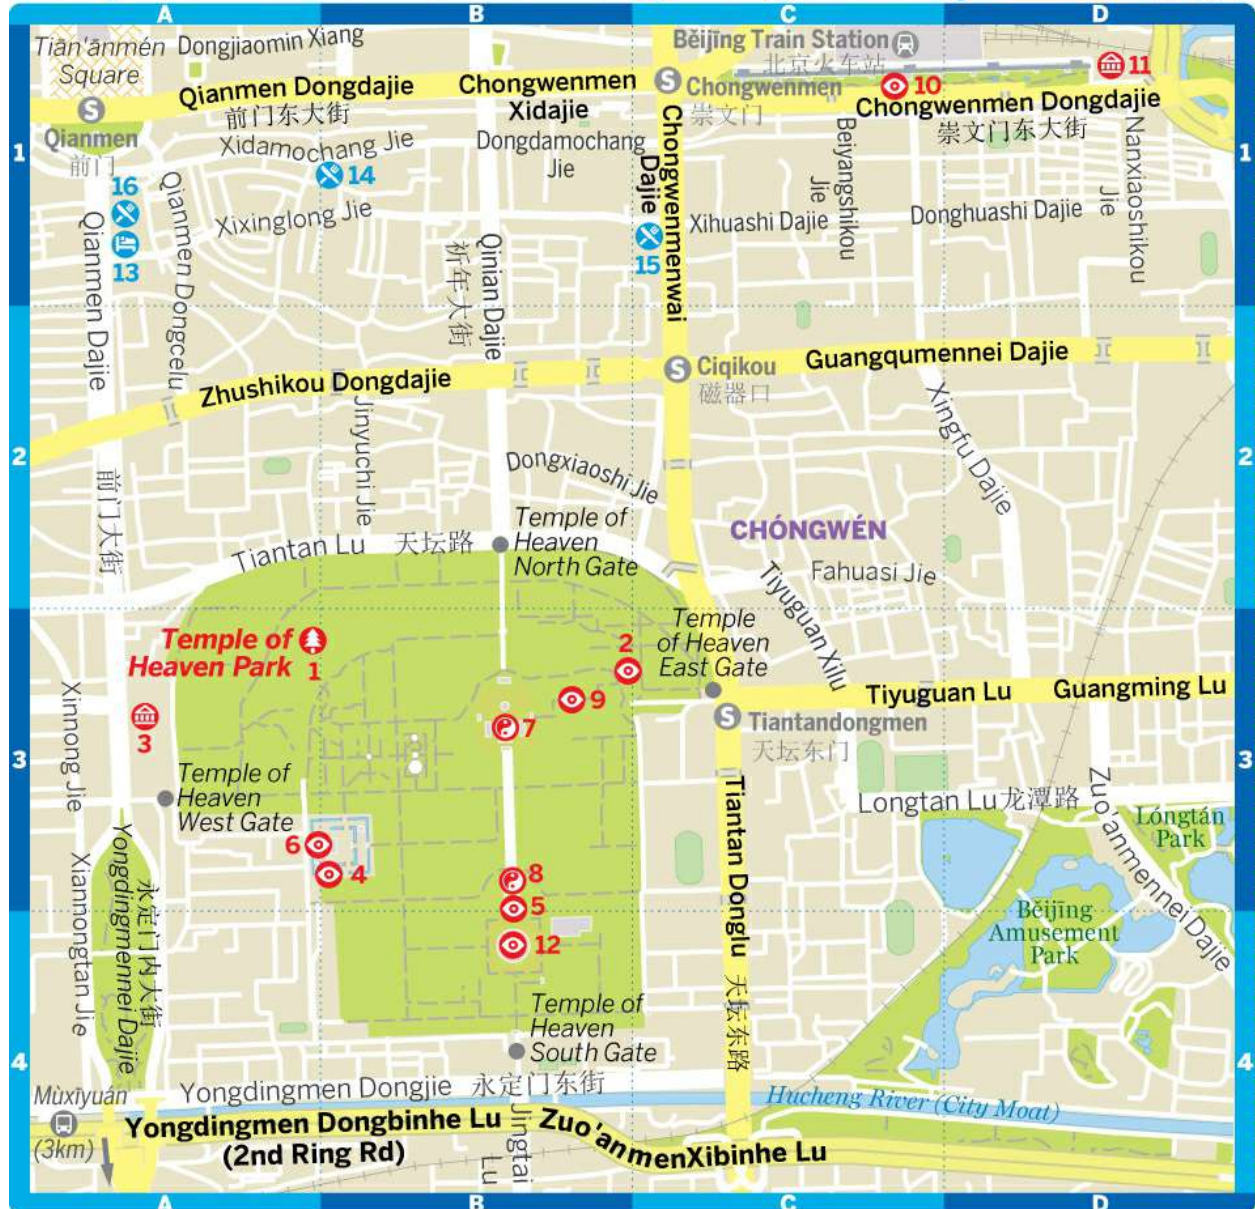 A
B
C
D
Tiān'ānmén
Square
Dongjiaomin Xiang
Běijīng Train Station
北京火车站
11
10
Qianmen Dongdajie
前门东大街
Chongwenmen
Xidajie
Chongwenmen
崇文门
Chongwenmen Dongdajie
崇文门东大街
S
S
Qianmen
前门
Xidamochang Jie
Dongdamochang
Jie
1
1
16
14
13
15
Xixinglong Jie
Qianmen Dongcelu
Qianmen Dajie
Qinian Dajie
祈年大街
Chongwenmenwai
Dajie
Xihuashi Dajie
Beiyangshikou
Jie
Donghuashi Dajie
Nanxiaoshikou
Jie
S
Ciqikou
磁器口
Guangqumennei Dajie
Zhushikou Dongdajie
Jinyuchi Jie
Xingfu Dajie
2
2
前门大街
Dongxiaoshi Jie
Temple of
Heaven
North Gate
CHÓNGWÉN
Tiantan Lu 天坛路
Fahuasi Jie
Tiyuguan Xilu
Temple of
Heaven Park
1
2
Temple
of Heaven
East Gate
9
7
Tiyuguan Lu
Guangming Lu
S
Tiantandongmen
天坛东门
Xinnong Jie
3
3
3
Temple of
Heaven
West Gate
Longtan Lu 龙潭路
Zuo'anmennei Dajie
Lóngtán
Park
6
4
8
5
12
Tiantan Donglu 天坛东路
Běijīng
Amusement
Park
Xiannongtan Jie
Yongdingmennei Dajie
永定门内大街
Temple of
Heaven
South Gate
4
4
Mùxīyuán
(3km)
Yongdingmen Dongjie 永定门东街
Hucheng River (City Moat)
Yongdingmen Dongbinhe Lu
(2nd Ring Rd)
Jingtai
Lu
Zuo'anmenXibinhe Lu
A
B
C
D